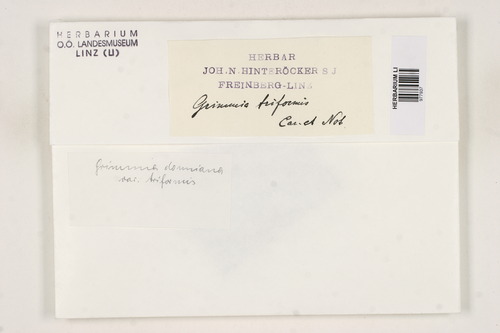 HERBARIUM
O.Ö. LANDESMUSEUM
LINZ (LI)
HERBAR
JOH. N. HINTERÖCKER S J
FREINBERG-LINZ
Grimmia triformis
Car. et Not.
HERBARIUM LI
Grimmia donniana
var. triformis